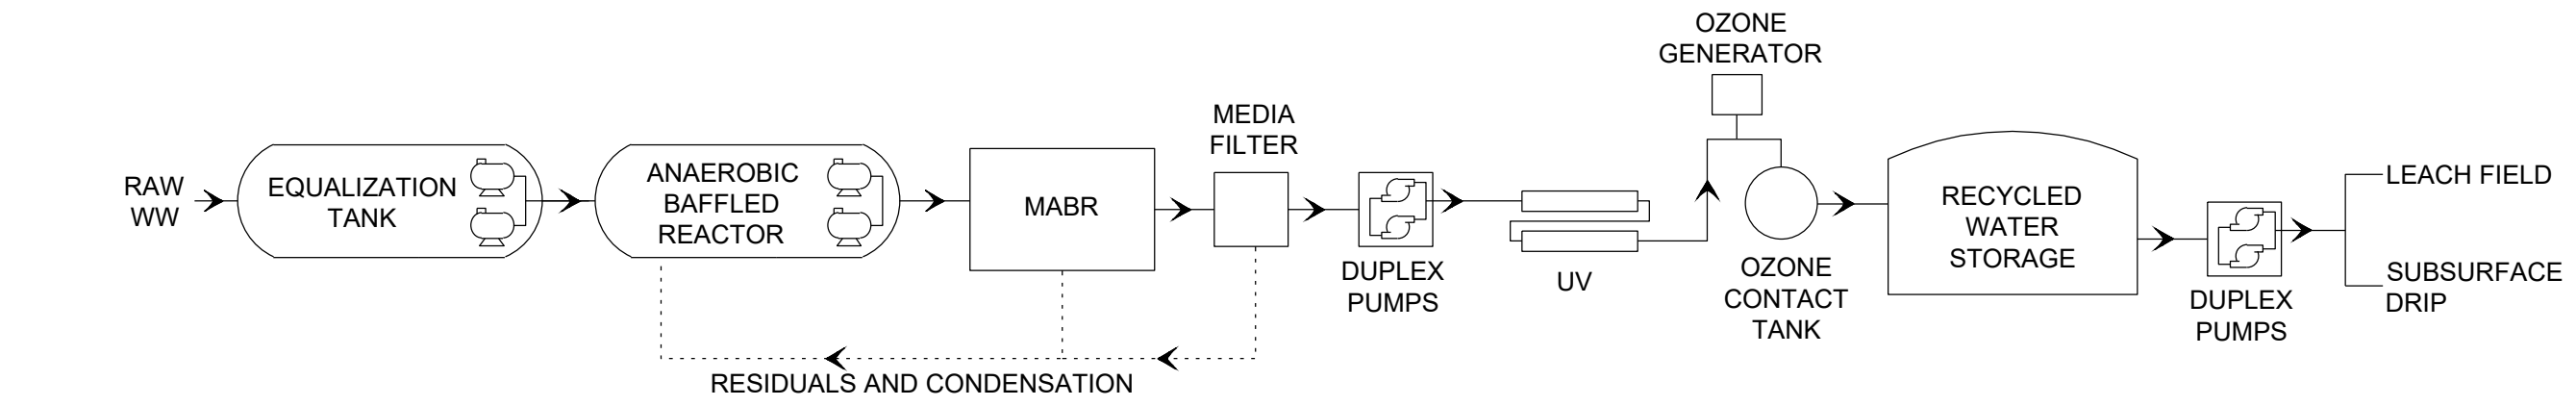 RAW
WW
EQUALIZATION
TANK
ANAEROBIC
BAFFLED
REACTOR
MABR
MEDIA
FILTER
DUPLEX
PUMPS
UV
OZONE
GENERATOR
OZONE
CONTACT
TANK
RECYCLED
WATER
STORAGE
DUPLEX
PUMPS
LEACH FIELD
SUBSURFACE
DRIP
RESIDUALS AND CONDENSATION